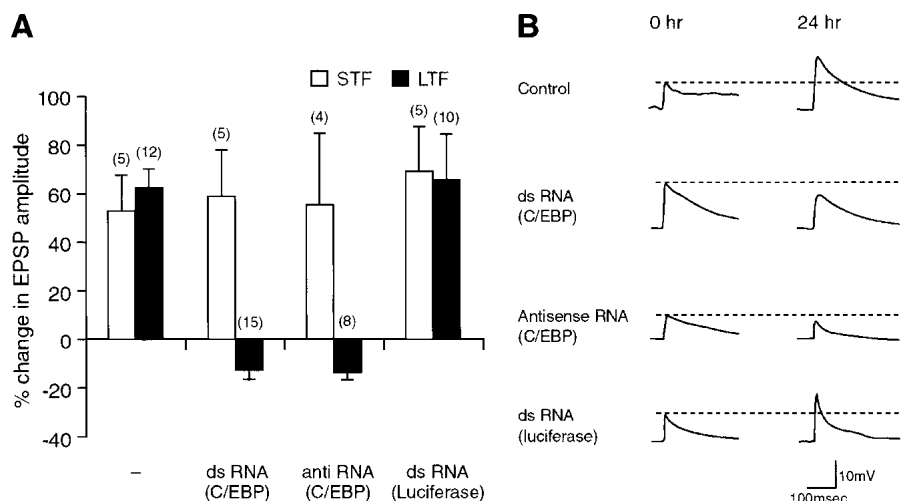 A
STF LTF
% change in EPSP amplitude
100
80
60
40
20
0
-20
-40
(5)
(12)
(5)
(15)
(4)
(8)
(5)
(10)
–
ds RNA
(C/EBP)
anti RNA
(C/EBP)
ds RNA
(Luciferase)
B
0 hr 24 hr
Control
ds RNA
(C/EBP)
Antisense RNA
(C/EBP)
ds RNA
(luciferase)
10mV
100msec